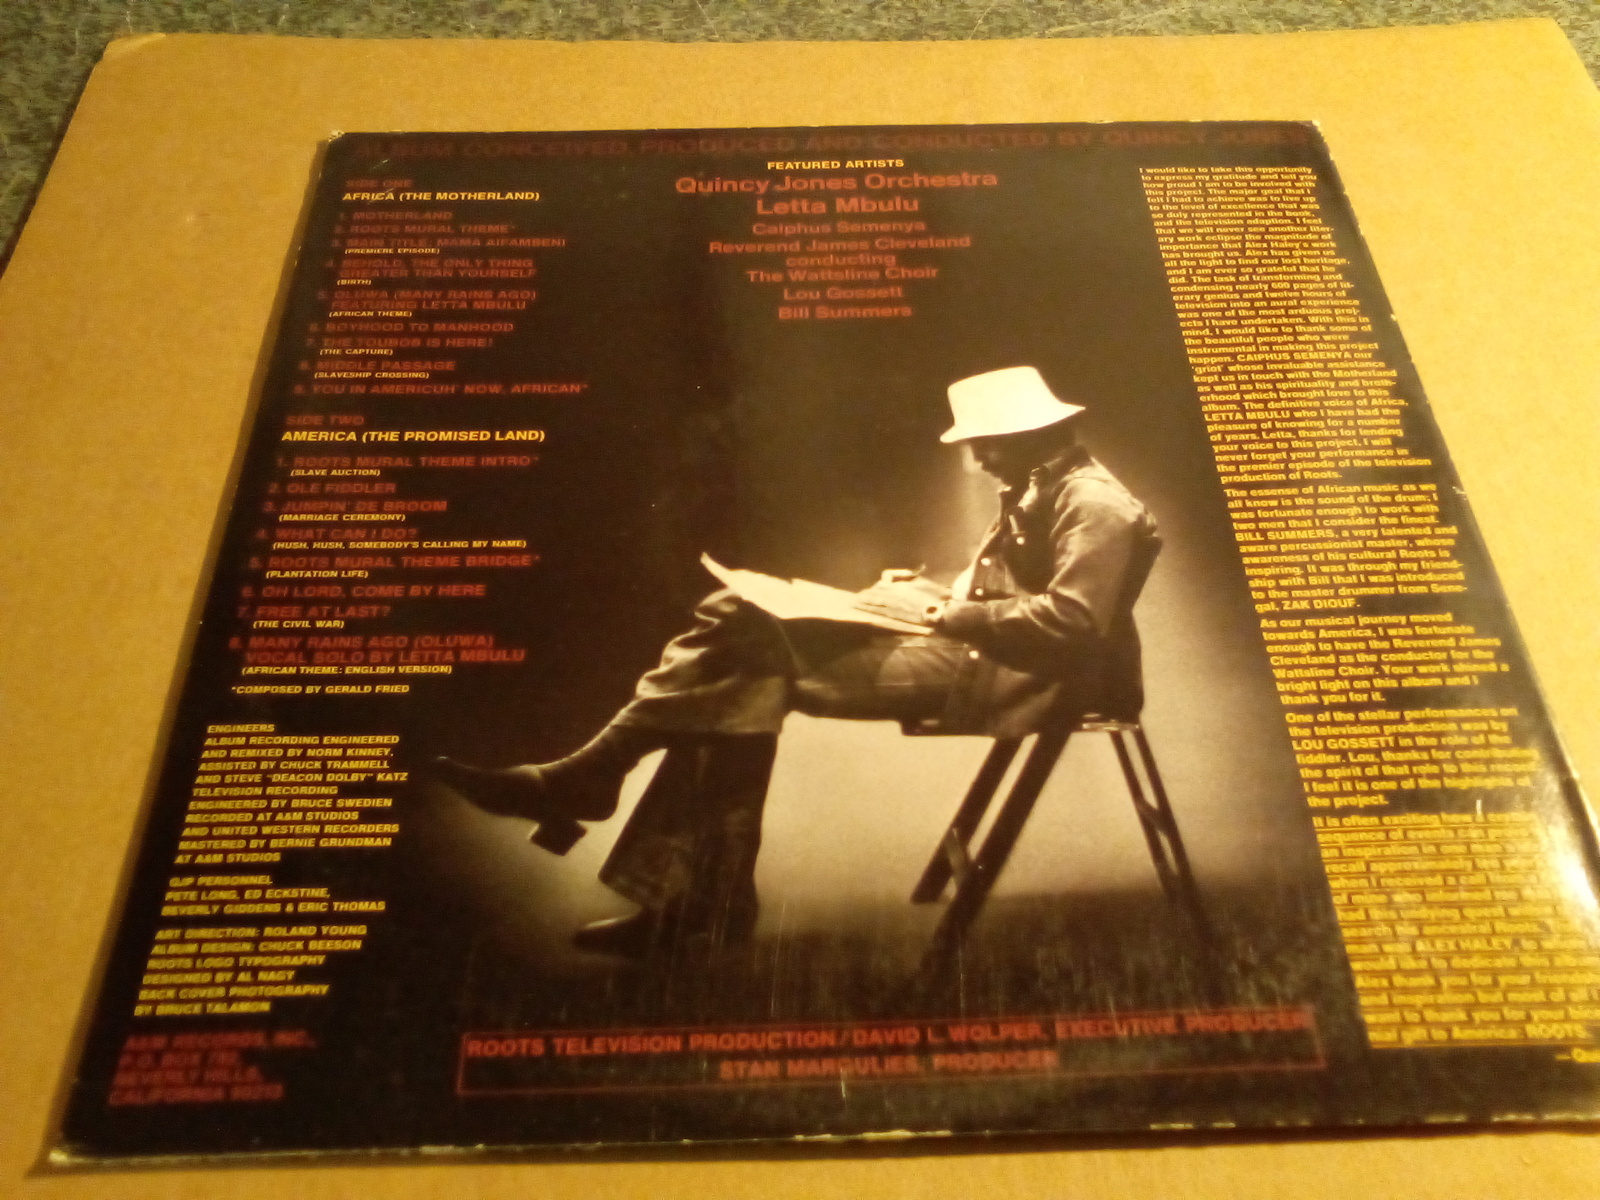 ALBUM CONCEIVED, PRODUCED AND CONDUCTED BY QUINCY JONES
SIDE ONE
AFRICA (THE MOTHERLAND)
1. MOTHERLAND
2. ROOTS MURAL THEME*
3. MAIN TITLE: MAMA AIFAMBENI
(PREMIERE EPISODE)
4. BEHOLD, THE ONLY THING
GREATER THAN YOURSELF
(BIRTH)
5. OLUWA (MANY RAINS AGO)
FEATURING LETTA MBULU
(AFRICAN THEME)
6. BOYHOOD TO MANHOOD
7. THE TOUBOB IS HERE!
(THE CAPTURE)
8. MIDDLE PASSAGE
(SLAVESHIP CROSSING)
9. YOU IN AMERICUH' NOW, AFRICAN"
SIDE TWO
AMERICA (THE PROMISED LAND)
1. ROOTS MURAL THEME INTRO*
(SLAVE AUCTION)
2. OLE FIDDLER
3. JUMPIN' DE BROOM
(MARRIAGE CEREMONY)
4. WHAT CAN I DO?
(HUSH, HUSH, SOMEBODY'S CALLING MY NAME)
5. ROOTS MURAL THEME BRIDGE*
(PLANTATION LIFE)
6. OH LORD, COME BY HERE
7. FREE AT LAST?
(THE CIVIL WAR)
8. MANY RAINS AGO (OLUWA)
VOCAL SOLO BY LETTA MBULU
(AFRICAN THEME: ENGLISH VERSION)
*COMPOSED BY GERALD FRIED
ENGINEERS
ALBUM RECORDING ENGINEERED
AND REMIXED BY NORM KINNEY,
ASSISTED BY CHUCK TRAMMELL
AND STEVE "DEACON DOLBY" KATZ
TELEVISION RECORDING
ENGINEERED BY BRUCE SWEDIEN
RECORDED AT A&M STUDIOS
AND UNITED WESTERN RECORDERS
MASTERED BY BERNIE GRUNDMAN
AT A&M STUDIOS
QJP PERSONNEL
PETE LONG, ED ECKSTINE,
BEVERLY GIDDENS & ERIC THOMAS
ART DIRECTION: ROLAND YOUNG
ALBUM DESIGN: CHUCK BEESON
ROOTS LOGO TYPOGRAPHY
DESIGNED BY AL NAGY
BACK COVER PHOTOGRAPHY
BY BRUCE TALAMON
A&M RECORDS, INC.,
P.O. BOX 782,
BEVERLY HILLS,
CALIFORNIA 90213
FEATURED ARTISTS
Quincy Jones Orchestra
Letta Mbulu
Caiphus Semenya
Reverend James Cleveland
conducting
The Wattsline Choir
Lou Gossett
Bill Summers
ROOTS TELEVISION PRODUCTION / DAVID L. WOLPER, EXECUTIVE PRODUCER
STAN MARGULIES, PRODUCER
I would like to take this opportunity
to express my gratitude and tell you
how proud I am to be involved with
this project. The major goal that I
felt I had to achieve was to live up
to the level of excellence that was
so duly represented in the book,
and the television adaption. I feel
that we will never see another liter-
ary work eclipse the magnitude of
importance that Alex Haley's work
has brought us. Alex has given us
all the light to find our lost heritage,
and I am ever so grateful that he
did. The task of transforming and
condensing nearly 600 pages of lit-
erary genius and twelve hours of
television into an aural experience
was one of the most arduous proj-
ects I have undertaken. With this in
mind, I would like to thank some of
the beautiful people who were
instrumental in making this project
happen. CAIPHUS SEMENYA our
'griot' whose invaluable assistance
kept us in touch with the Motherland
as well as his spirituality and broth-
erhood which brought love to this
album. The definitive voice of Africa,
LETTA MBULU who I have had the
pleasure of knowing for a number
of years. Letta, thanks for lending
your voice to this project. I will
never forget your performance in
the premier episode of the television
production of Roots.
The essense of African music as we
all know is the sound of the drum; I
was fortunate enough to work with
two men that I consider the finest.
BILL SUMMERS, a very talented and
aware percussionist master, whose
awareness of his cultural Roots is
inspiring. It was through my friend-
ship with Bill that I was introduced
to the master drummer from Sene-
gal, ZAK DIOUF.
As our musical journey moved
towards America, I was fortunate
enough to have the Reverend James
Cleveland as the conductor for the
Wattsline Choir. Your work shined a
bright light on this album and I
thank you for it.
One of the stellar performances on
the television production was by
LOU GOSSETT in the role of the
fiddler. Lou, thanks for contributing
the spirit of that role to this record.
I feel it is one of the highlights of
the project.
It is often exciting how a
sequence of events can
an inspiration
recall approximately
when I received a call
of mine
had
search
ALEX HALEY,
Alex thank you for
and inspiration but most of all I
want to thank you for your
gift to America: ROOTS.